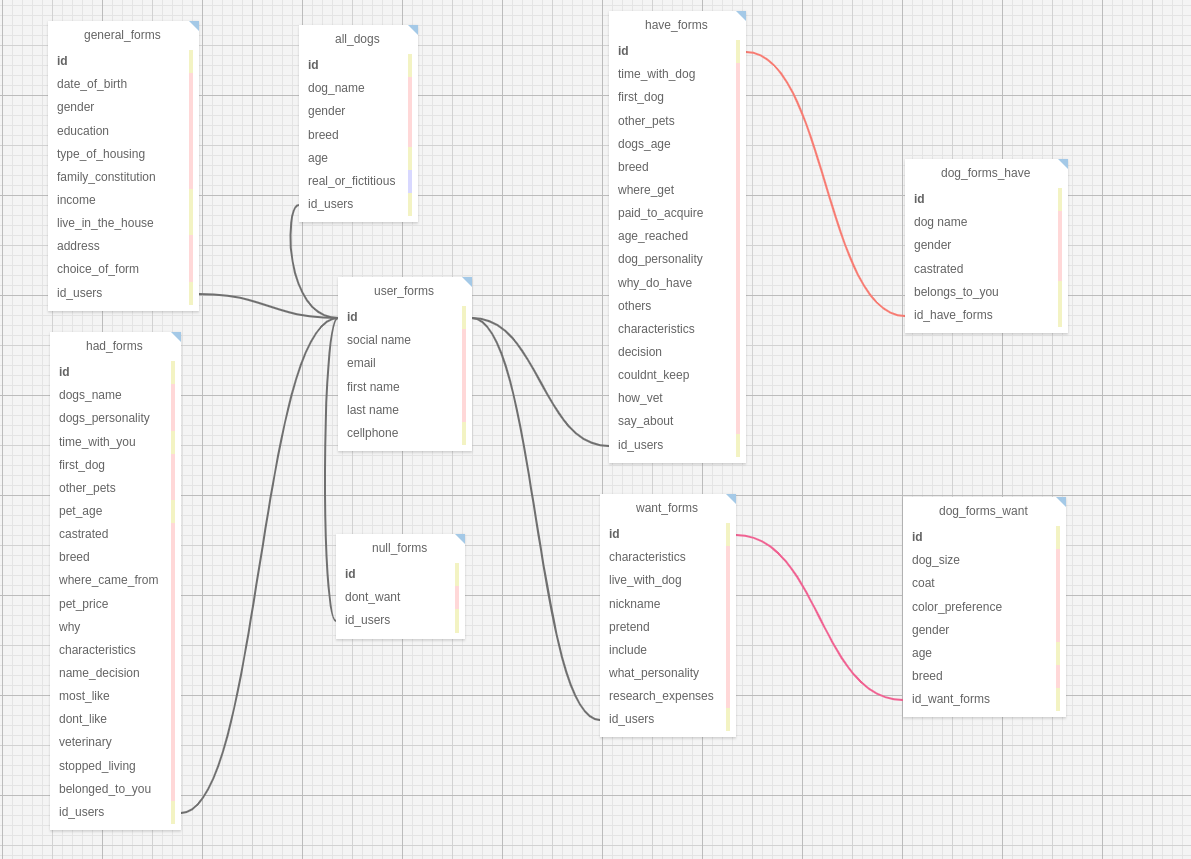 general_forms
id
date_of_birth
gender
education
type_of_housing
family_constitution
income
live_in_the_house
address
choice_of_form
id_users
had_forms
id
dogs_name
dogs_personality
time_with_you
first_dog
other_pets
pet_age
castrated
breed
where_came_from
pet_price
why
characteristics
name_decision
most_like
dont_like
veterinary
stopped_living
belonged_to_you
id_users
all_dogs
id
dog_name
gender
breed
age
real_or_fictitious
id_users
user_forms
id
social name
email
first name
last name
cellphone
null_forms
id
dont_want
id_users
have_forms
id
time_with_dog
first_dog
other_pets
dogs_age
breed
where_get
paid_to_acquire
age_reached
dog_personality
why_do_have
others
characteristics
decision
couldnt_keep
how_vet
say_about
id_users
want_forms
id
characteristics
live_with_dog
nickname
pretend
include
what_personality
research_expenses
id_users
dog_forms_have
id
dog name
gender
castrated
belongs_to_you
id_have_forms
dog_forms_want
id
dog_size
coat
color_preference
gender
age
breed
id_want_forms